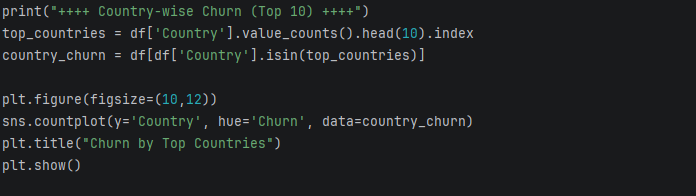 print("++++ Country-wise Churn (Top 10) ++++")
top_countries = df['Country'].value_counts().head(10).index
country_churn = df[df['Country'].isin(top_countries)]
plt.figure(figsize=(10,12))
sns.countplot(y='Country', hue='Churn', data=country_churn)
plt.title("Churn by Top Countries")
plt.show()